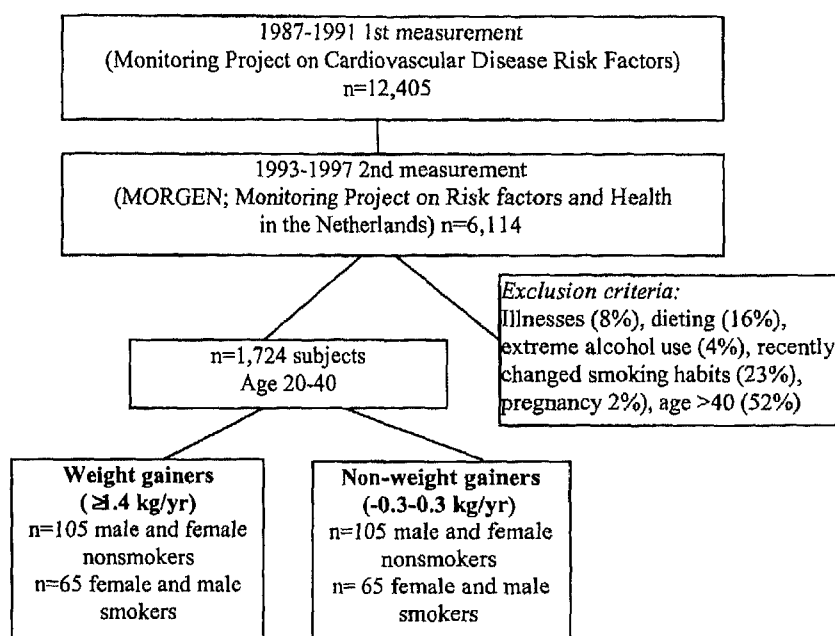 1987-1991 1st measurement
(Monitoring Project on Cardiovascular Disease Risk Factors)
n=12,405
1993-1997 2nd measurement
(MORGEN; Monitoring Project on Risk factors and Health
in the Netherlands) n=6,114
Exclusion criteria:
Illnesses (8%), dieting (16%),
extreme alcohol use (4%), recently
changed smoking habits (23%),
pregnancy 2%), age >40 (52%)
n=1,724 subjects
Age 20-40
Weight gainers
(≥1.4 kg/yr)
n=105 male and female
nonsmokers
n=65 female and male
smokers
Non-weight gainers
(-0.3-0.3 kg/yr)
n=105 male and female
nonsmokers
n= 65 female and male
smokers